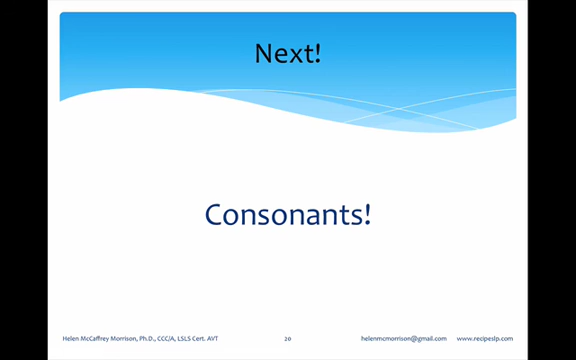 Next!
Consonants!
Helen McCaffrey Morrison, Ph.D., CCC/A, LSLS Cert. AVT 20 helenmcmorrison@gmail.com www.recipeslp.com